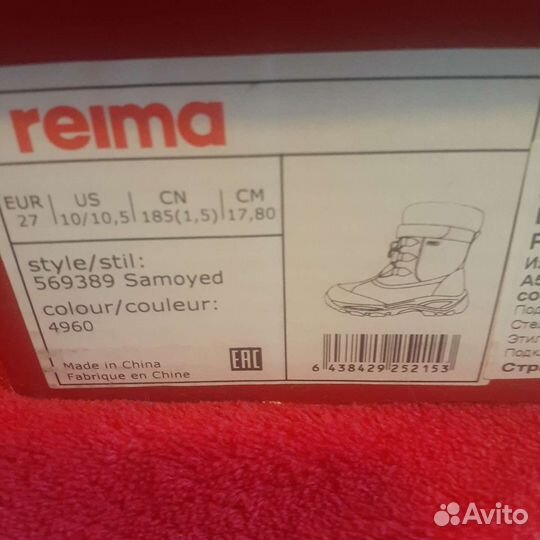 reima
EUR US CN CM
27 10/10,5 185(1,5) 17,80
style/stil:
569389 Samoyed
colour/couleur:
4960
Made in China
Fabrique en Chine
EAC
6 438429 252153
Стр
Avito